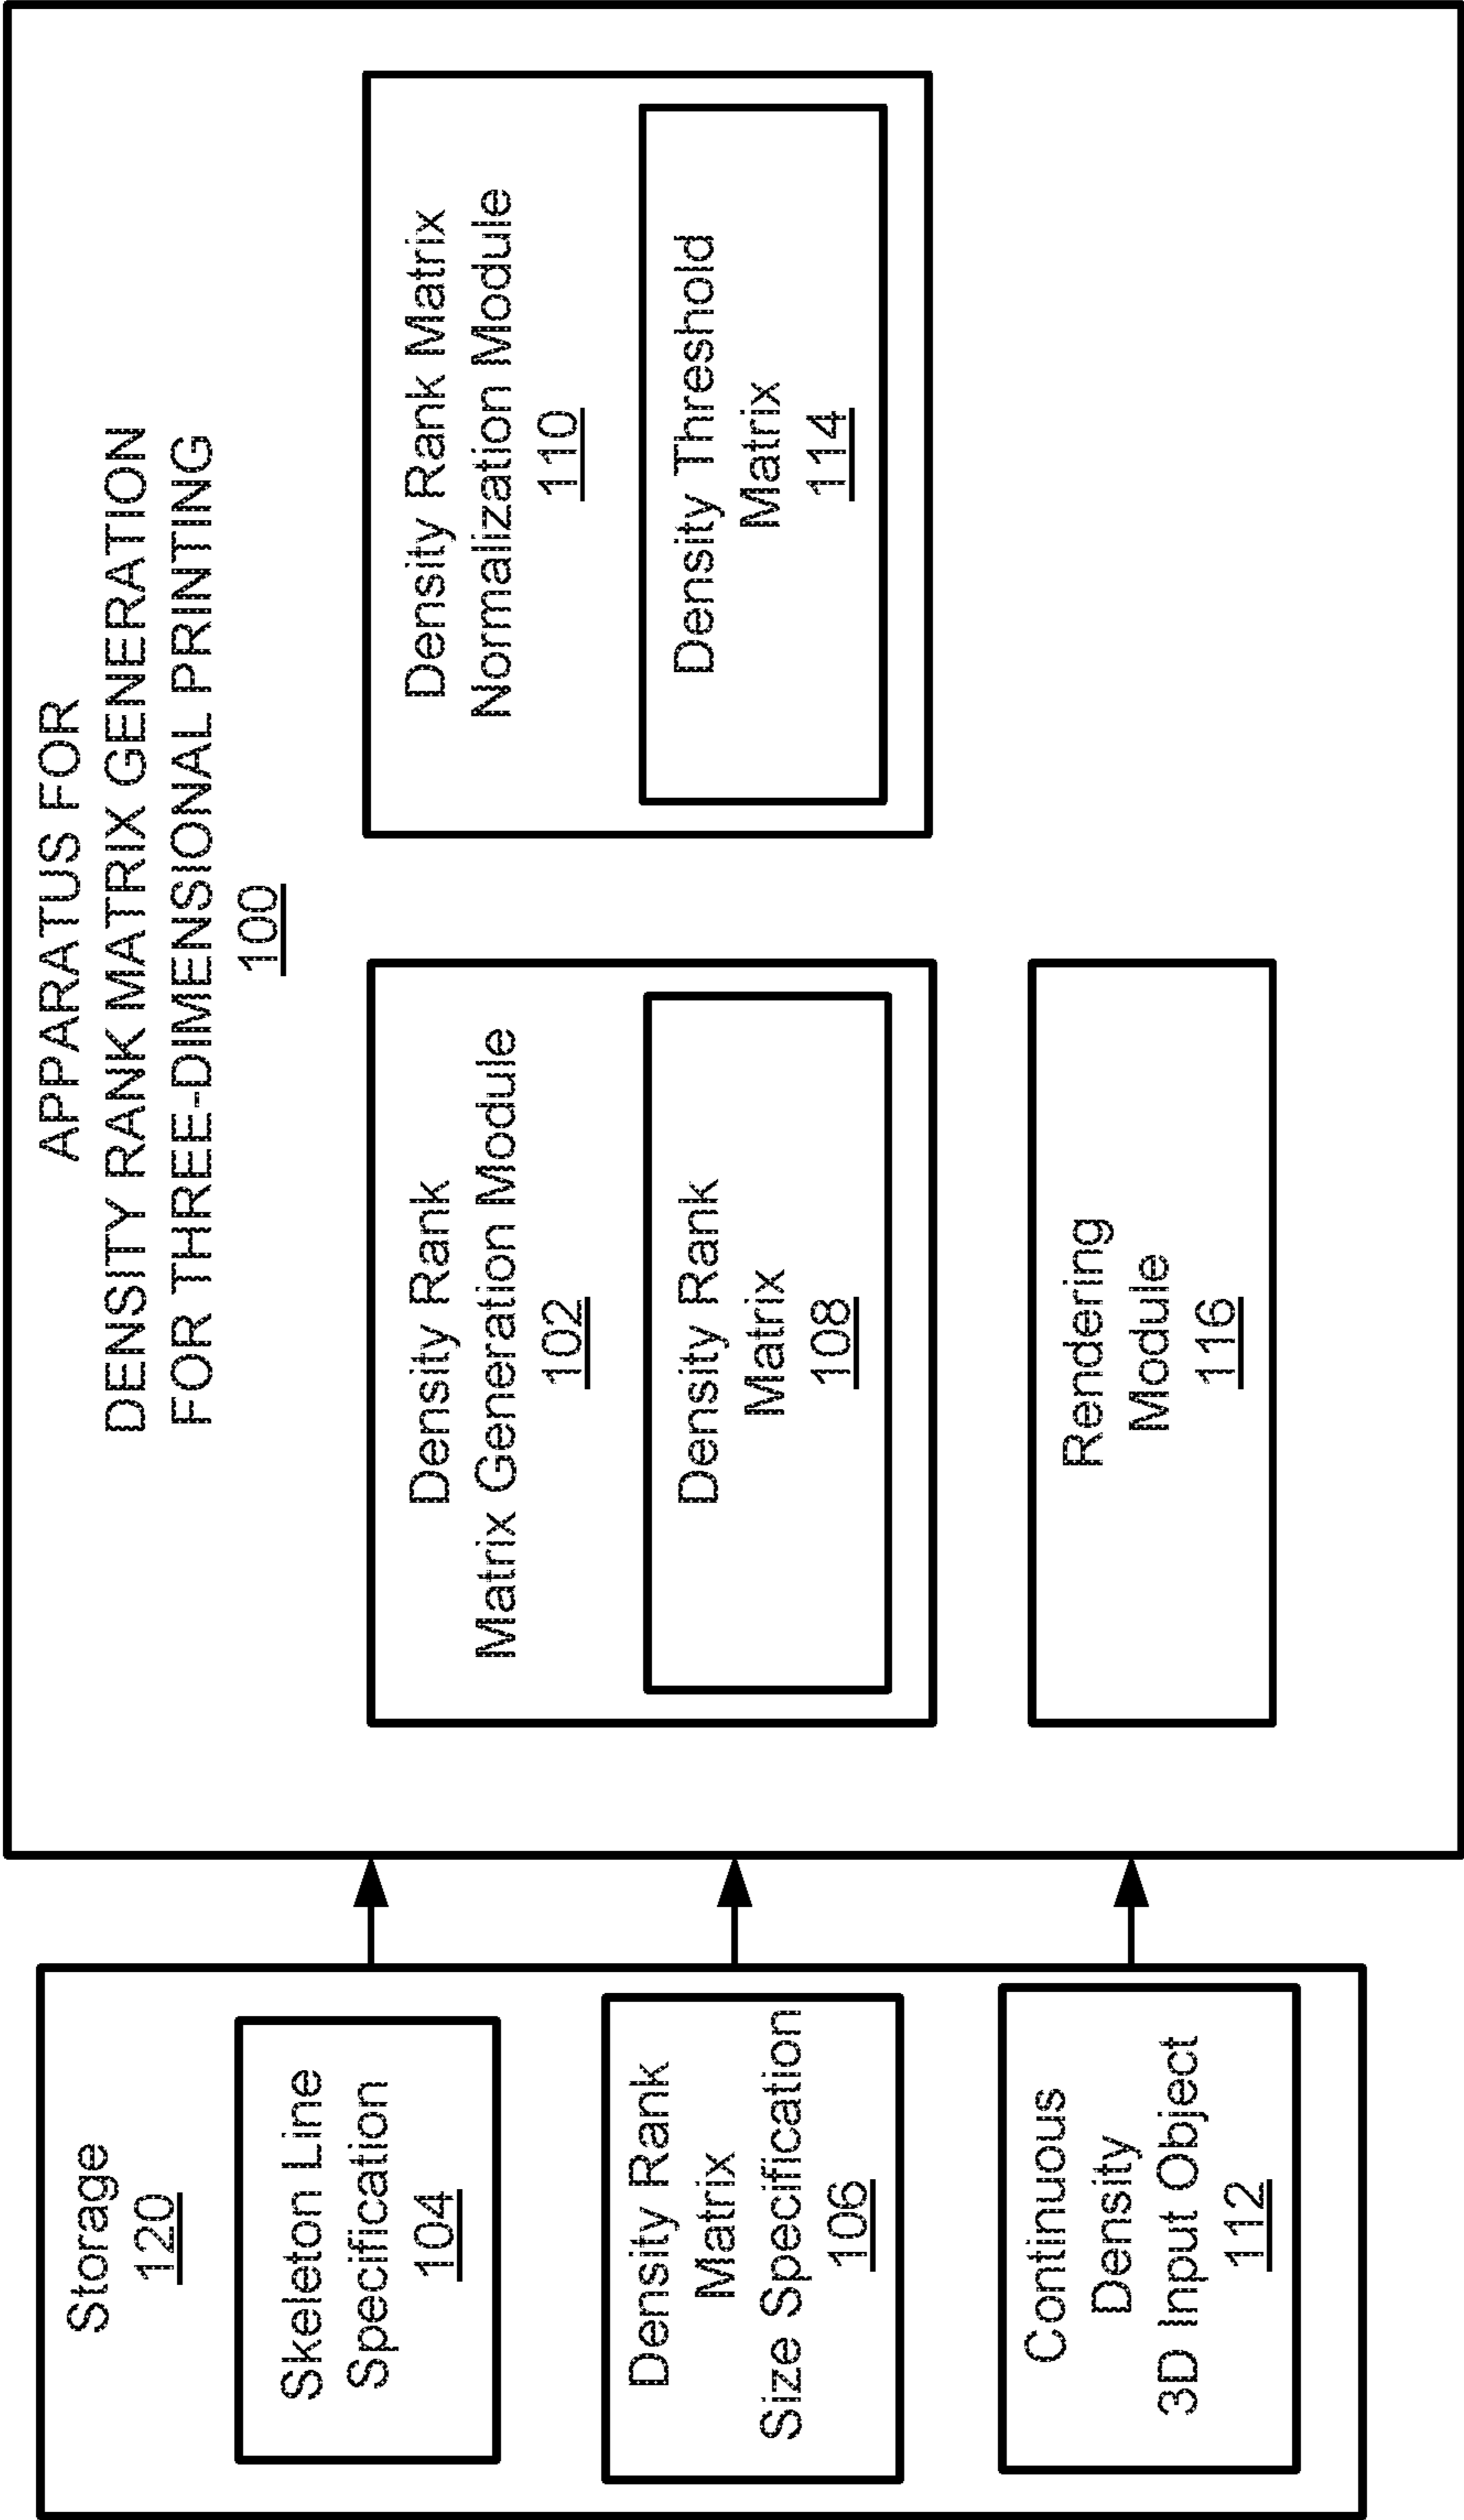 APPARATUS FOR
DENSITY RANK MATRIX GENERATION
FOR THREE-DIMENSIONAL PRINTING
100
Storage
120
Skeleton Line
Specification
104
Density Rank
Matrix
Size Specification
106
Continuous
Density
3D Input Object
112
Density Rank
Matrix Generation Module
102
Density Rank
Matrix
108
Density Rank Matrix
Normalization Module
110
Density Threshold
Matrix
114
Rendering
Module
116